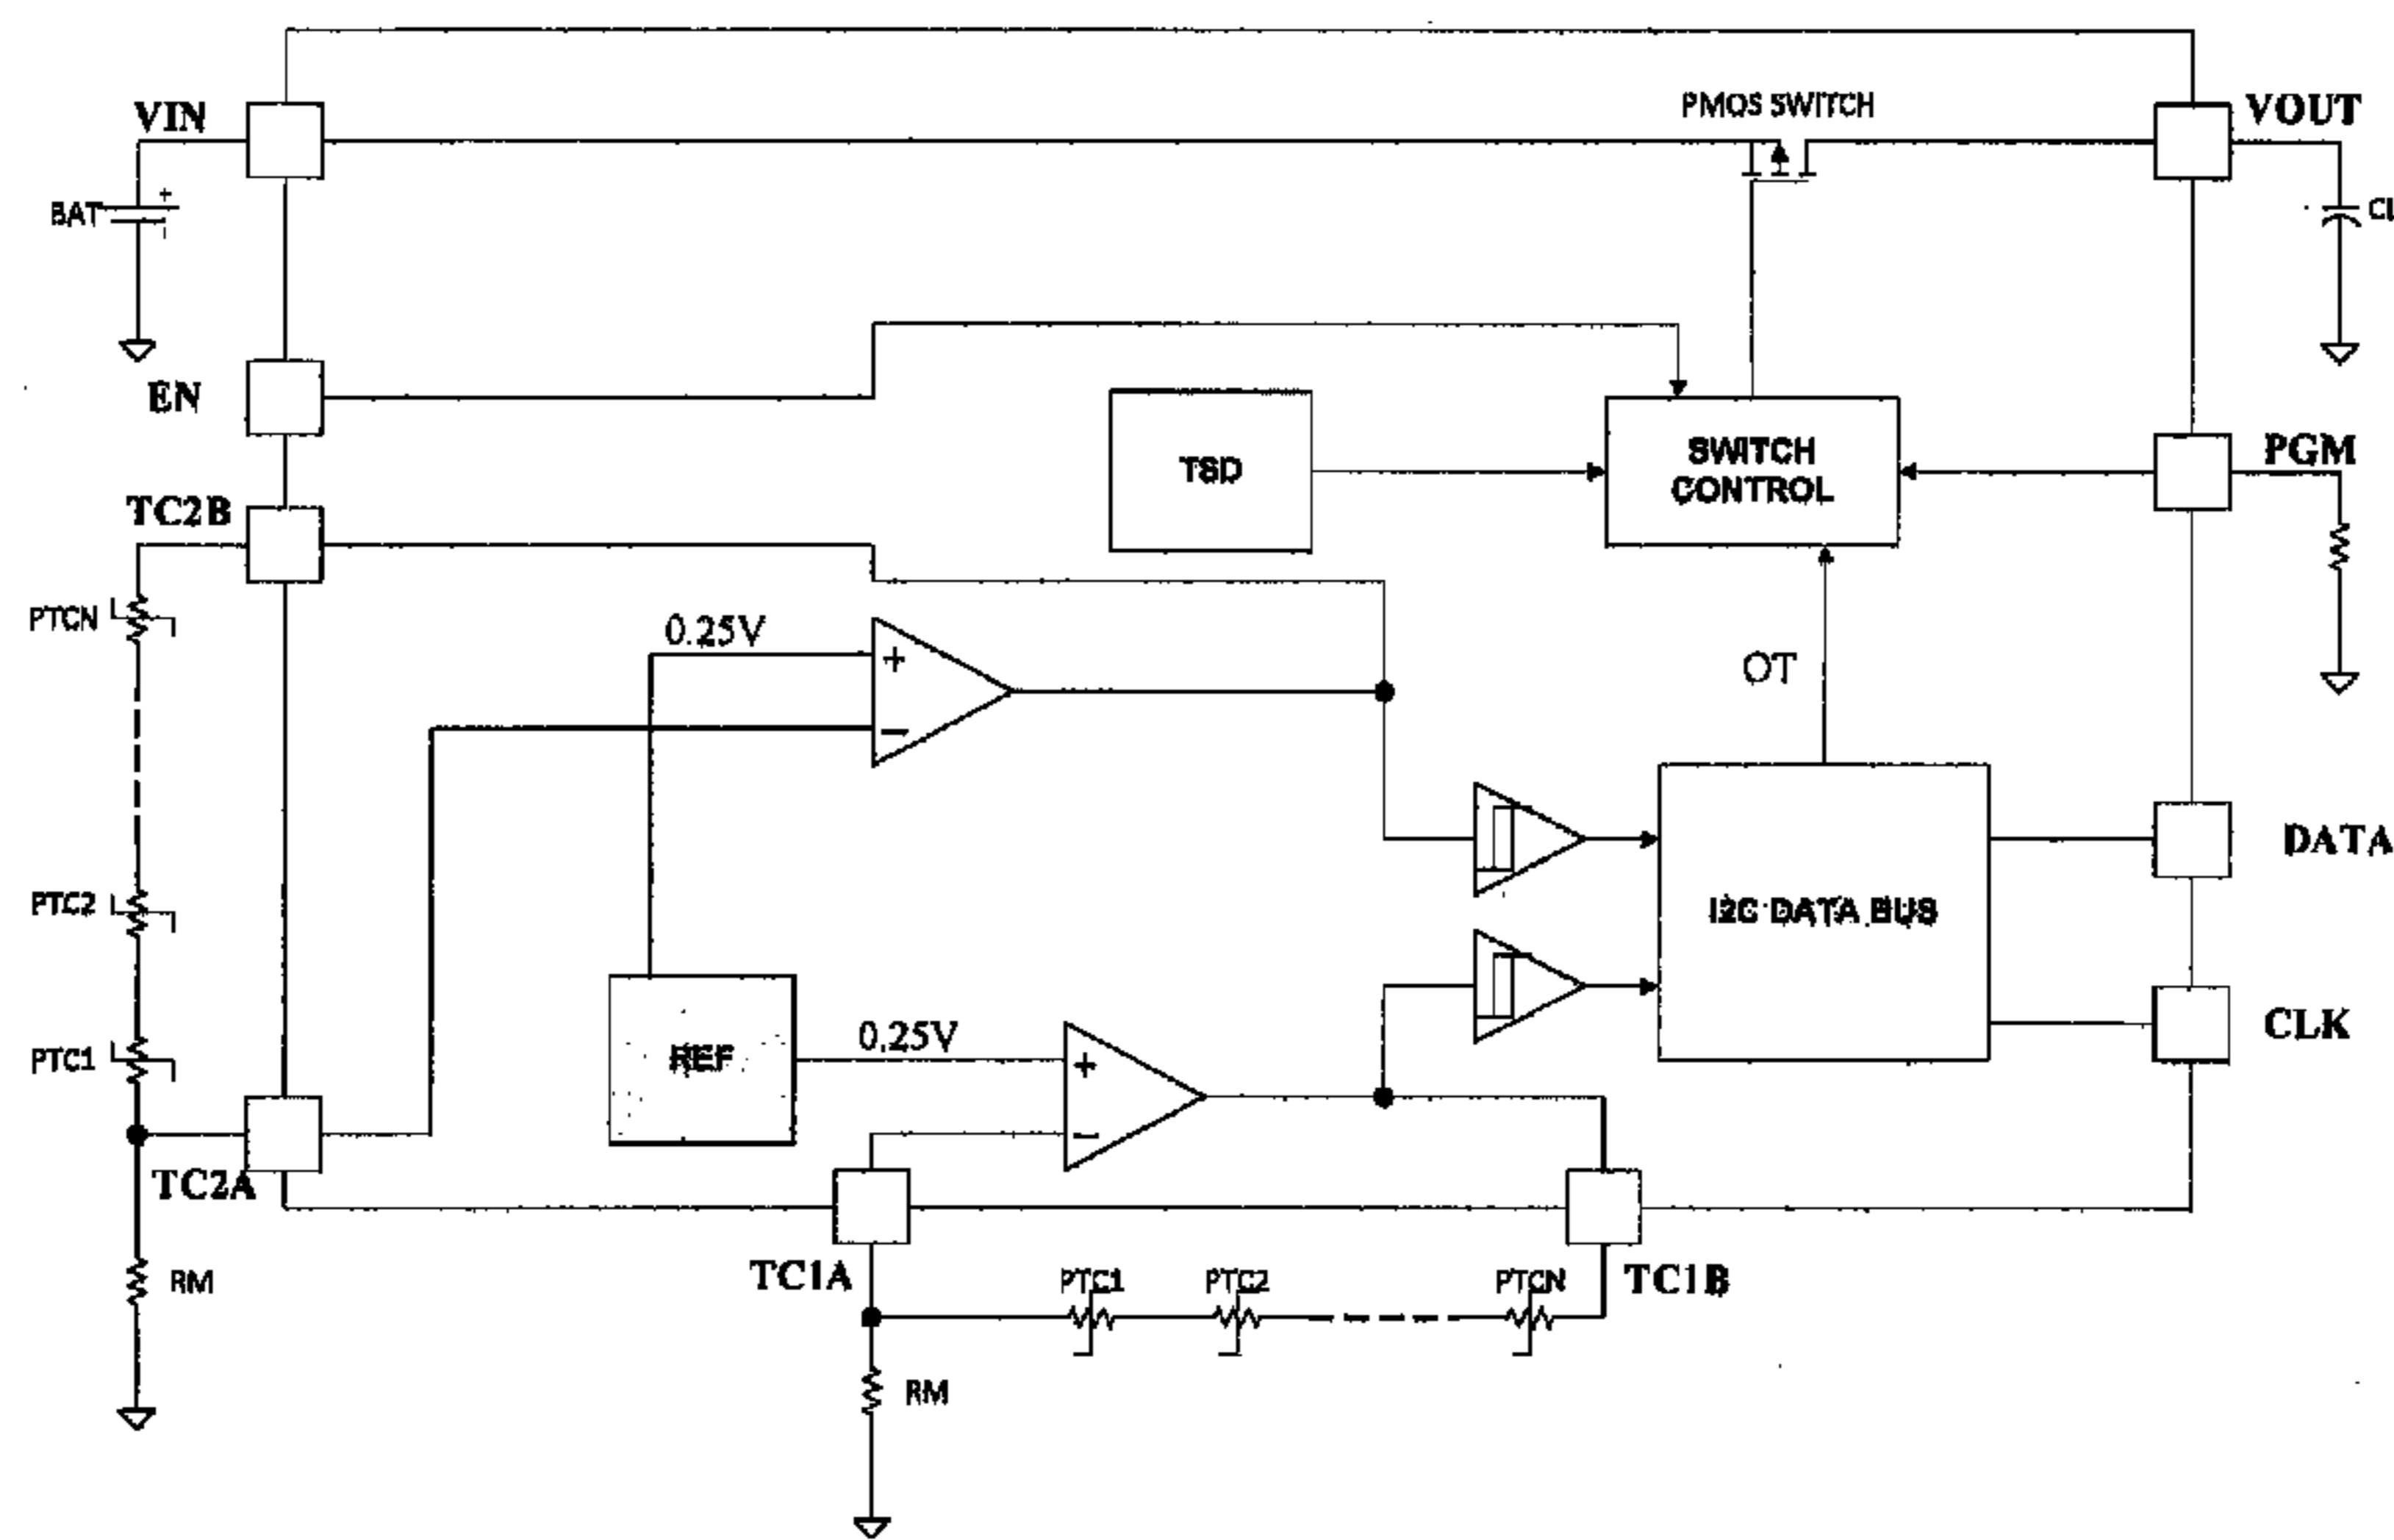 PMOS SWITCH
VIN
VOUT
BAT
+
CL
EN
TSD
SWITCH
CONTROL
PGM
TC2B
PTCN
0.25V
+
−
OT
DATA
PTC2
I2C DATA BUS
PTC1
REF
0.25V
+
−
CLK
TC2A
RM
TC1A
PTC1
PTC2
PTCN
TC1B
RM